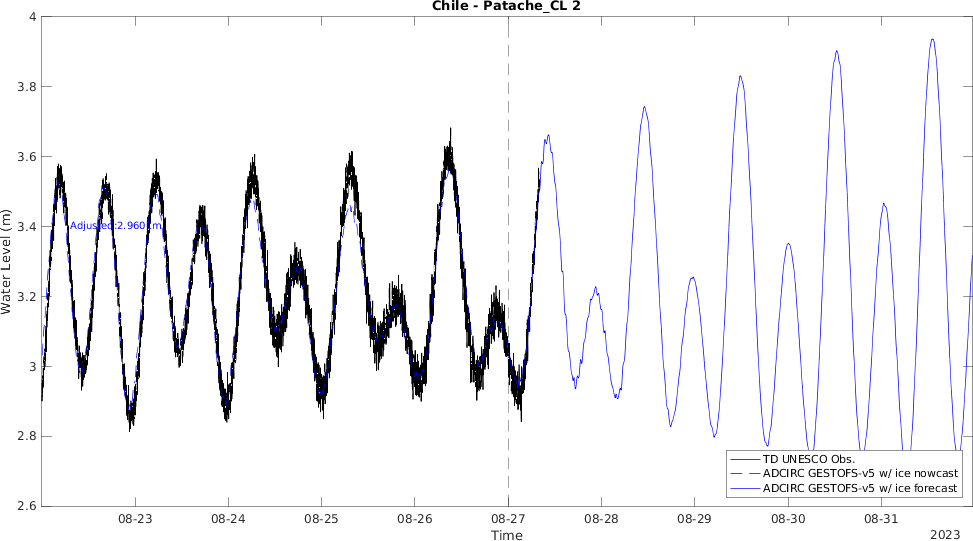 Chile - Patache_CL 2
4
3.8
3.6
3.4
3.2
3
2.8
2.6
Water Level (m)
Adjusted:2.9601m
08-23
08-24
08-25
08-26
08-27
08-28
08-29
08-30
08-31
Time
2023
TD UNESCO Obs.
ADCIRC GESTOFS-v5 w/ ice nowcast
ADCIRC GESTOFS-v5 w/ ice forecast